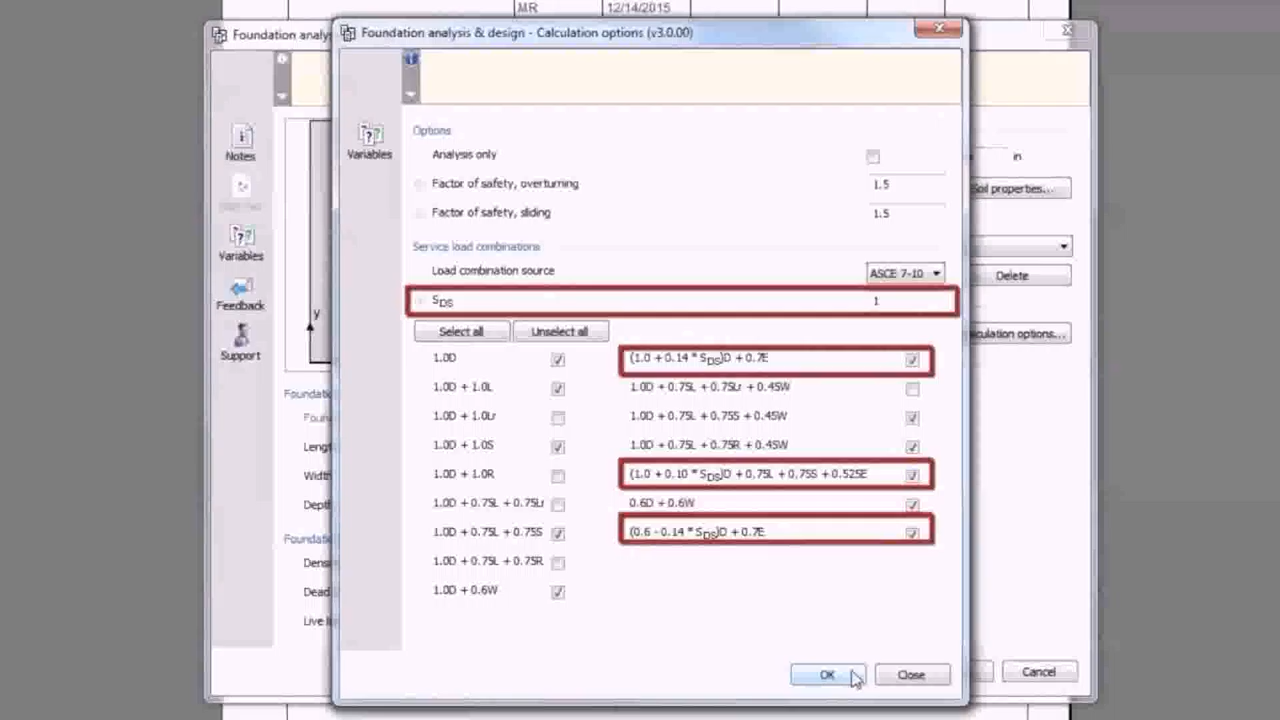 MR 12/14/2015
Foundation analy
Foundation analysis & design - Calculation options (v3.0.00)
Notes
Variables
Feedback
Support
y
Foundatio
Foun
Lengt
Width
Depth
Foundatio
Dens
Dead
Live l
Variables
Options
Analysis only
Factor of safety, overturning 1.5
Factor of safety, sliding 1.5
Service load combinations
Load combination source ASCE 7-10
SDS 1
Select all Unselect all
1.0D (1.0 + 0.14 * SDS)D + 0.7E
1.0D + 1.0L 1.0D + 0.75L + 0.75Lr + 0.45W
1.0D + 1.0Lr 1.0D + 0.75L + 0.75S + 0.45W
1.0D + 1.0S 1.0D + 0.75L + 0.75R + 0.45W
1.0D + 1.0R (1.0 + 0.10 * SDS)D + 0.75L + 0.75S + 0.525E
1.0D + 0.75L + 0.75Lr 0.6D + 0.6W
1.0D + 0.75L + 0.75S (0.6 - 0.14 * SDS)D + 0.7E
1.0D + 0.75L + 0.75R
1.0D + 0.6W
OK Close
in
Soil properties...
Delete
lculation options...
Cancel